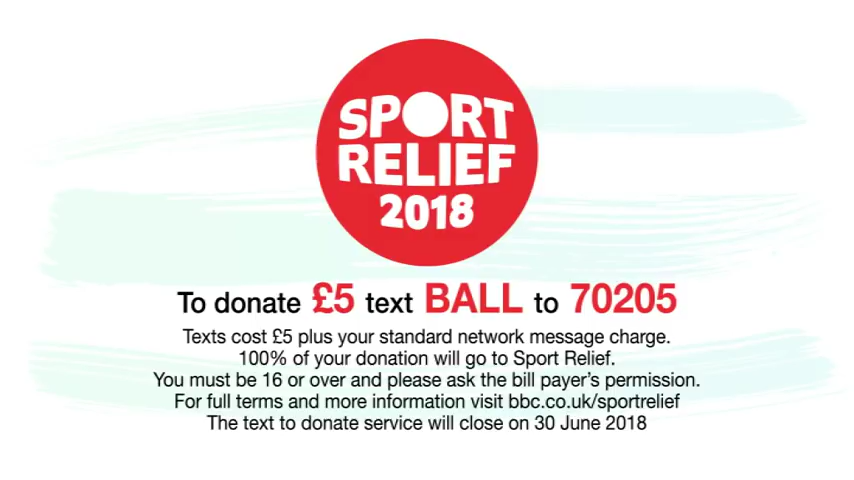 SPORT
RELIEF
2018
To donate £5 text BALL to 70205
Texts cost £5 plus your standard network message charge.
100% of your donation will go to Sport Relief.
You must be 16 or over and please ask the bill payer's permission.
For full terms and more information visit bbc.co.uk/sportrelief
The text to donate service will close on 30 June 2018